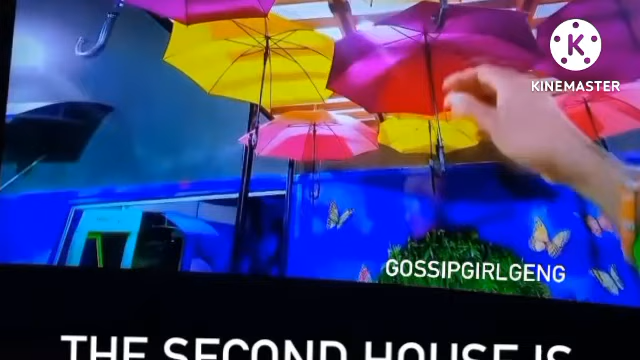 KINEMASTER
GOSSIPGIRLGENG
THE SECOND HOUSE IS